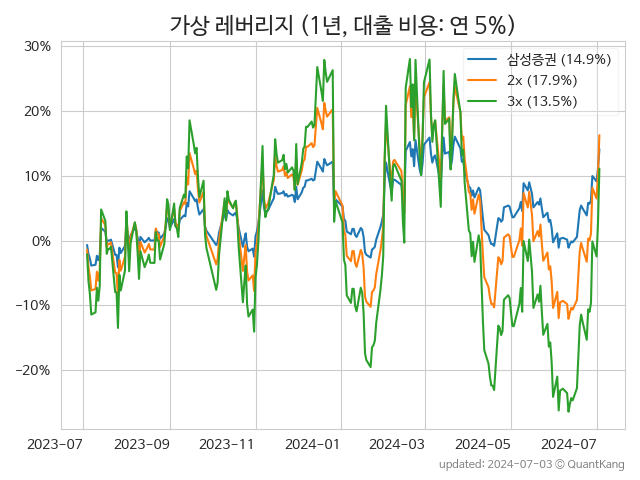 가상 레버리지 (1년, 대출 비용: 연 5%)
30%
20%
10%
0%
−10%
−20%
삼성증권 (14.9%)
2x (17.9%)
3x (13.5%)
2023-07
2023-09
2023-11
2024-01
2024-03
2024-05
2024-07
updated: 2024-07-03 © QuantKang